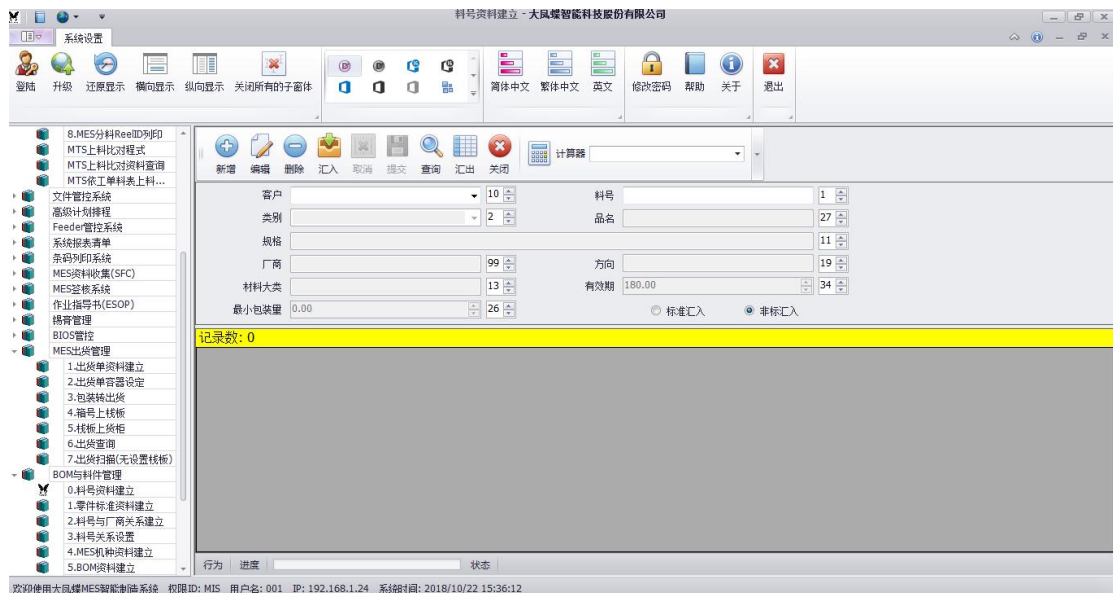 料号资料建立 - 大凤蝶智能科技股份有限公司
系统设置
登陆 升级 还原显示 横向显示 纵向显示 关闭所有的子窗体 简体中文 繁体中文 英文 修改密码 帮助 关于 退出
8.MES分料ReelID列印
MTS上料比对程式
MTS上料比对资料查询
MTS依工单料表上料...
文件管控系统
高级计划排程
Feeder管控系统
系统报表清单
条码列印系统
MES资料收集(SFC)
MES签核系统
作业指导书(ESOP)
锡膏管理
BIOS管控
MES出货管理
1.出货单资料建立
2.出货单容器设定
3.包装转出货
4.箱号上栈板
5.栈板上货柜
6.出货查询
7.出货扫描(无设置栈板)
BOM与料件管理
0.料号资料建立
1.零件标准资料建立
2.料号与厂商关系建立
3.料号关系设置
4.MES机种资料建立
5.BOM资料建立
新增 编辑 删除 汇入 取消 提交 查询 汇出 关闭 计算器
客户 10 料号 1
类别 2 品名 27
规格 11
厂商 99 方向 19
材料大类 13 有效期 180.00 34
最小包装量 0.00 26 标准汇入 非标汇入
记录数: 0
行为 进度 状态
欢迎使用大凤蝶MES智能制造系统 权限ID: MIS 用户名: 001 IP: 192.168.1.24 系统时间: 2018/10/22 15:36:12